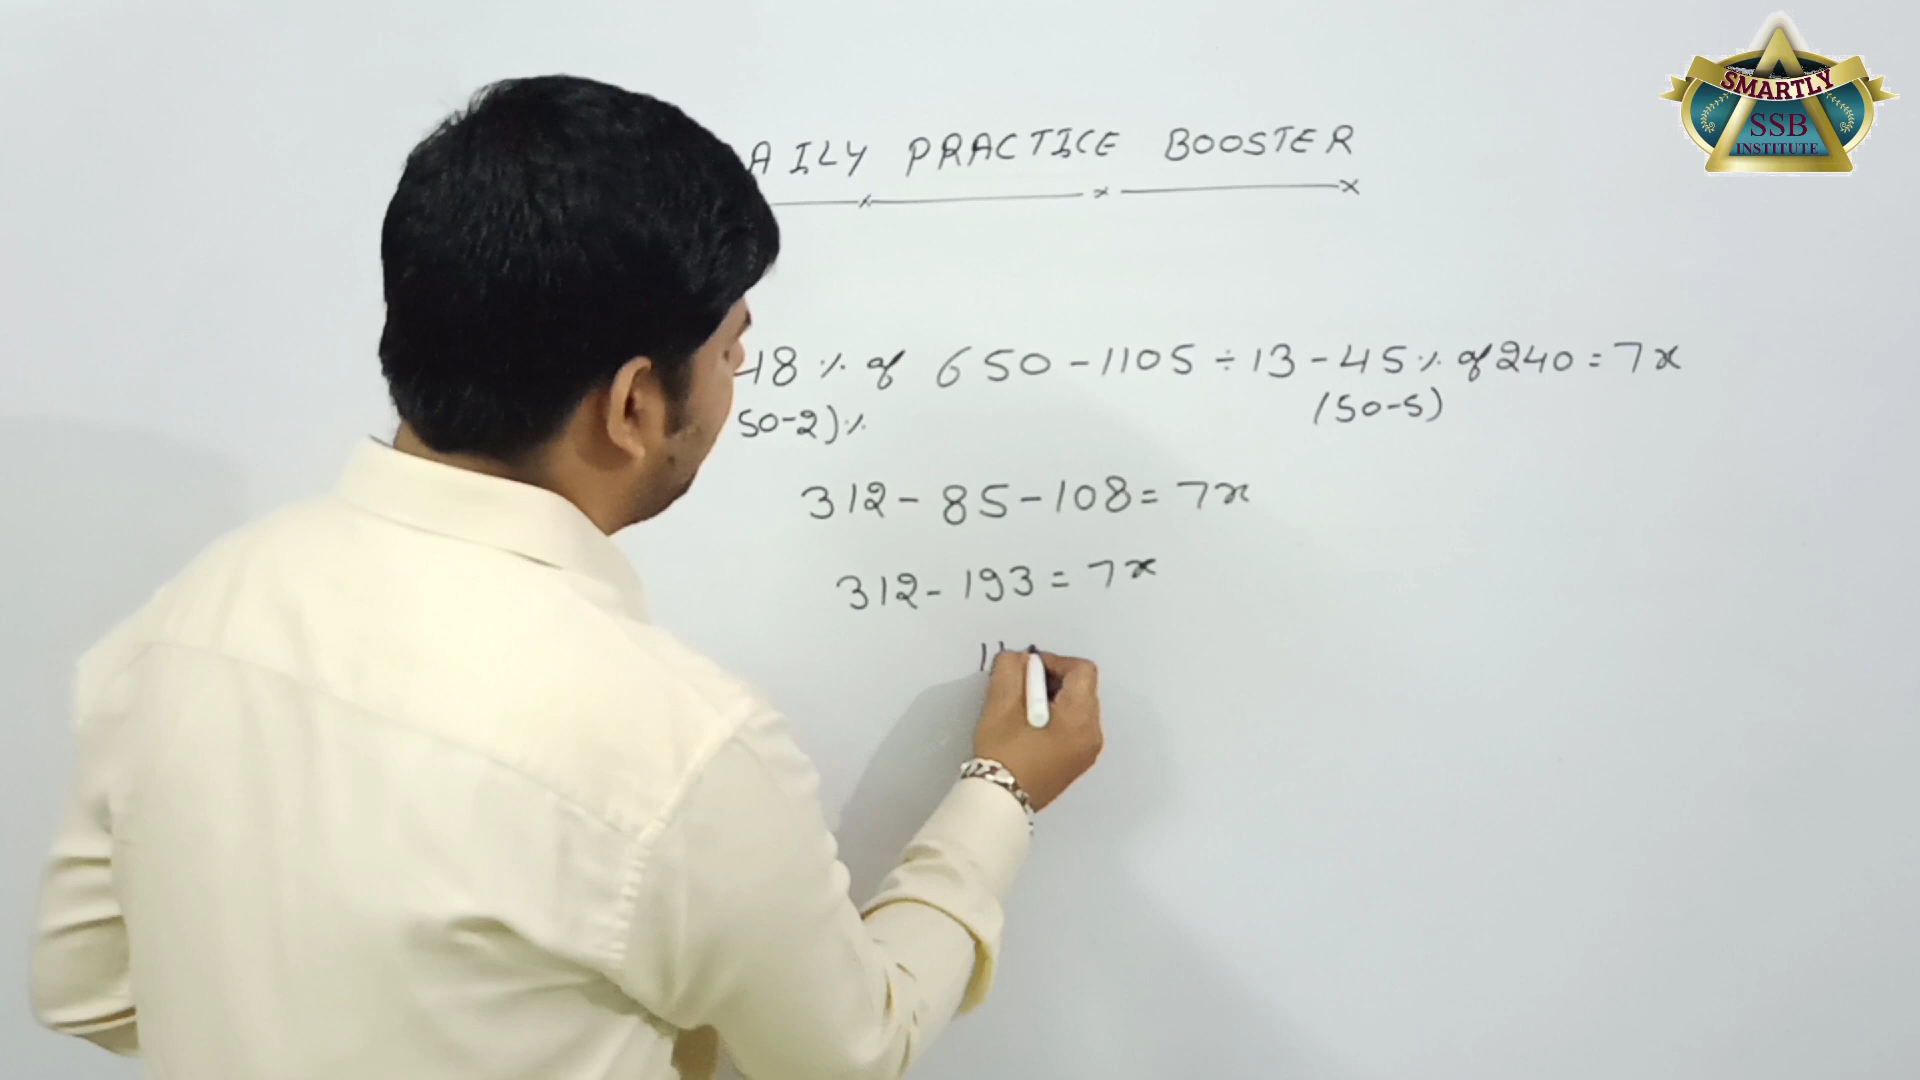 AILY PRACTICE BOOSTER
48 % of 650 - 1105 ÷ 13 - 45 % of 240 = 7x
50-2)% (50-5)
312 - 85 - 108 = 7x
312 - 193 = 7x
11
SMARTLY
SSB
INSTITUTE